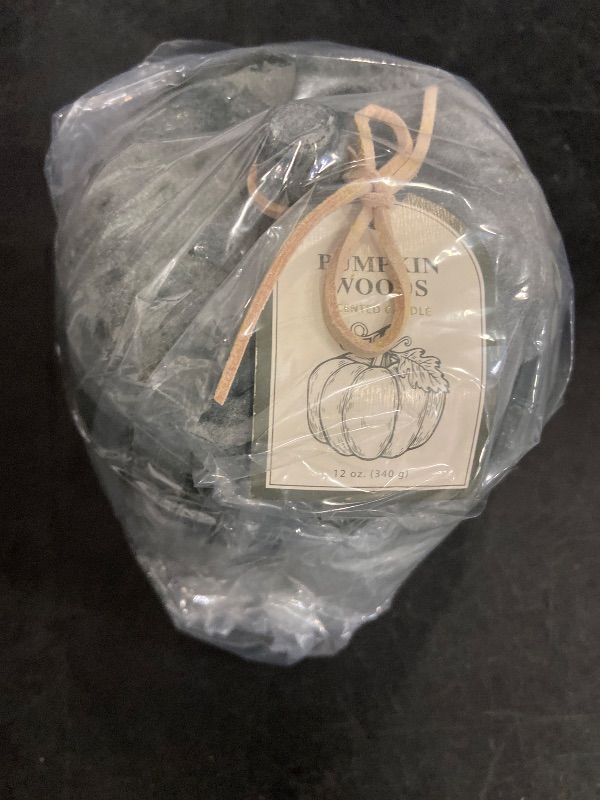 PUMPKIN
WOODS
SCENTED CANDLE
12 oz. (340 g)